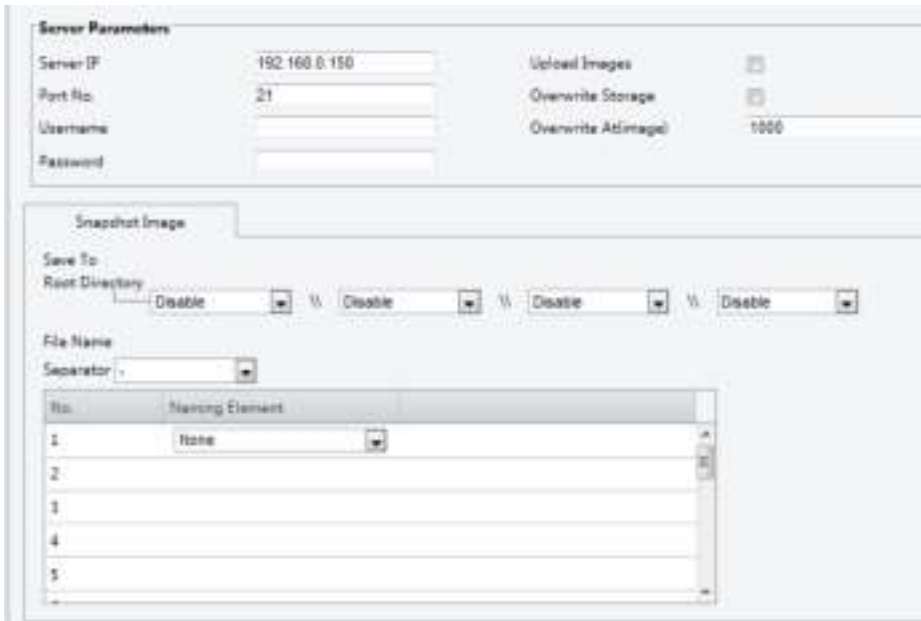 Server Parameters
Server IP 192.168.0.150 Upload Images
Port No. 21 Overwrite Storage
Username Overwrite At(image) 1000
Password
Snapshot Image
Save To
Root Directory
Disable \\ Disable \\ Disable \\ Disable
File Name
Separator -
No. Naming Element
1 None
2
3
4
5